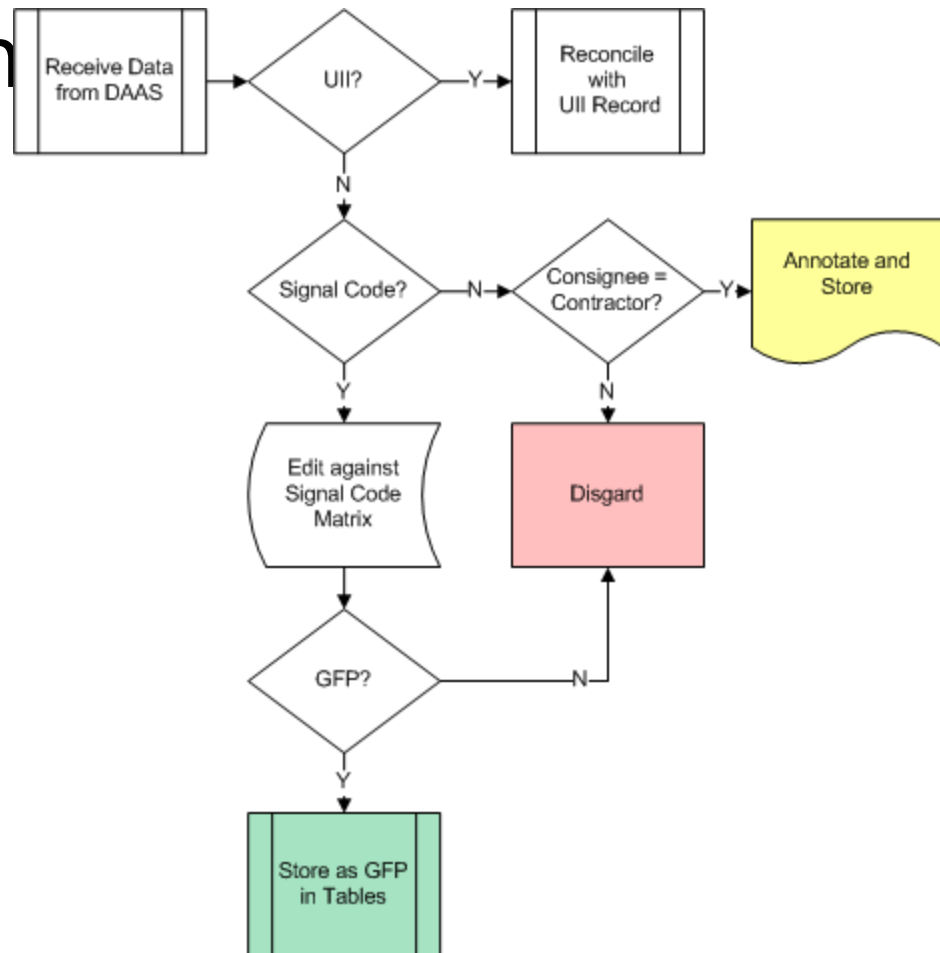 Receive Data
from DAAS
UII?
Y
Reconcile
with
UII Record
N
Signal Code?
N
Consignee =
Contractor?
Y
Annotate and
Store
Y
N
Edit against
Signal Code
Matrix
Disgard
GFP?
N
Y
Store as GFP
in Tables